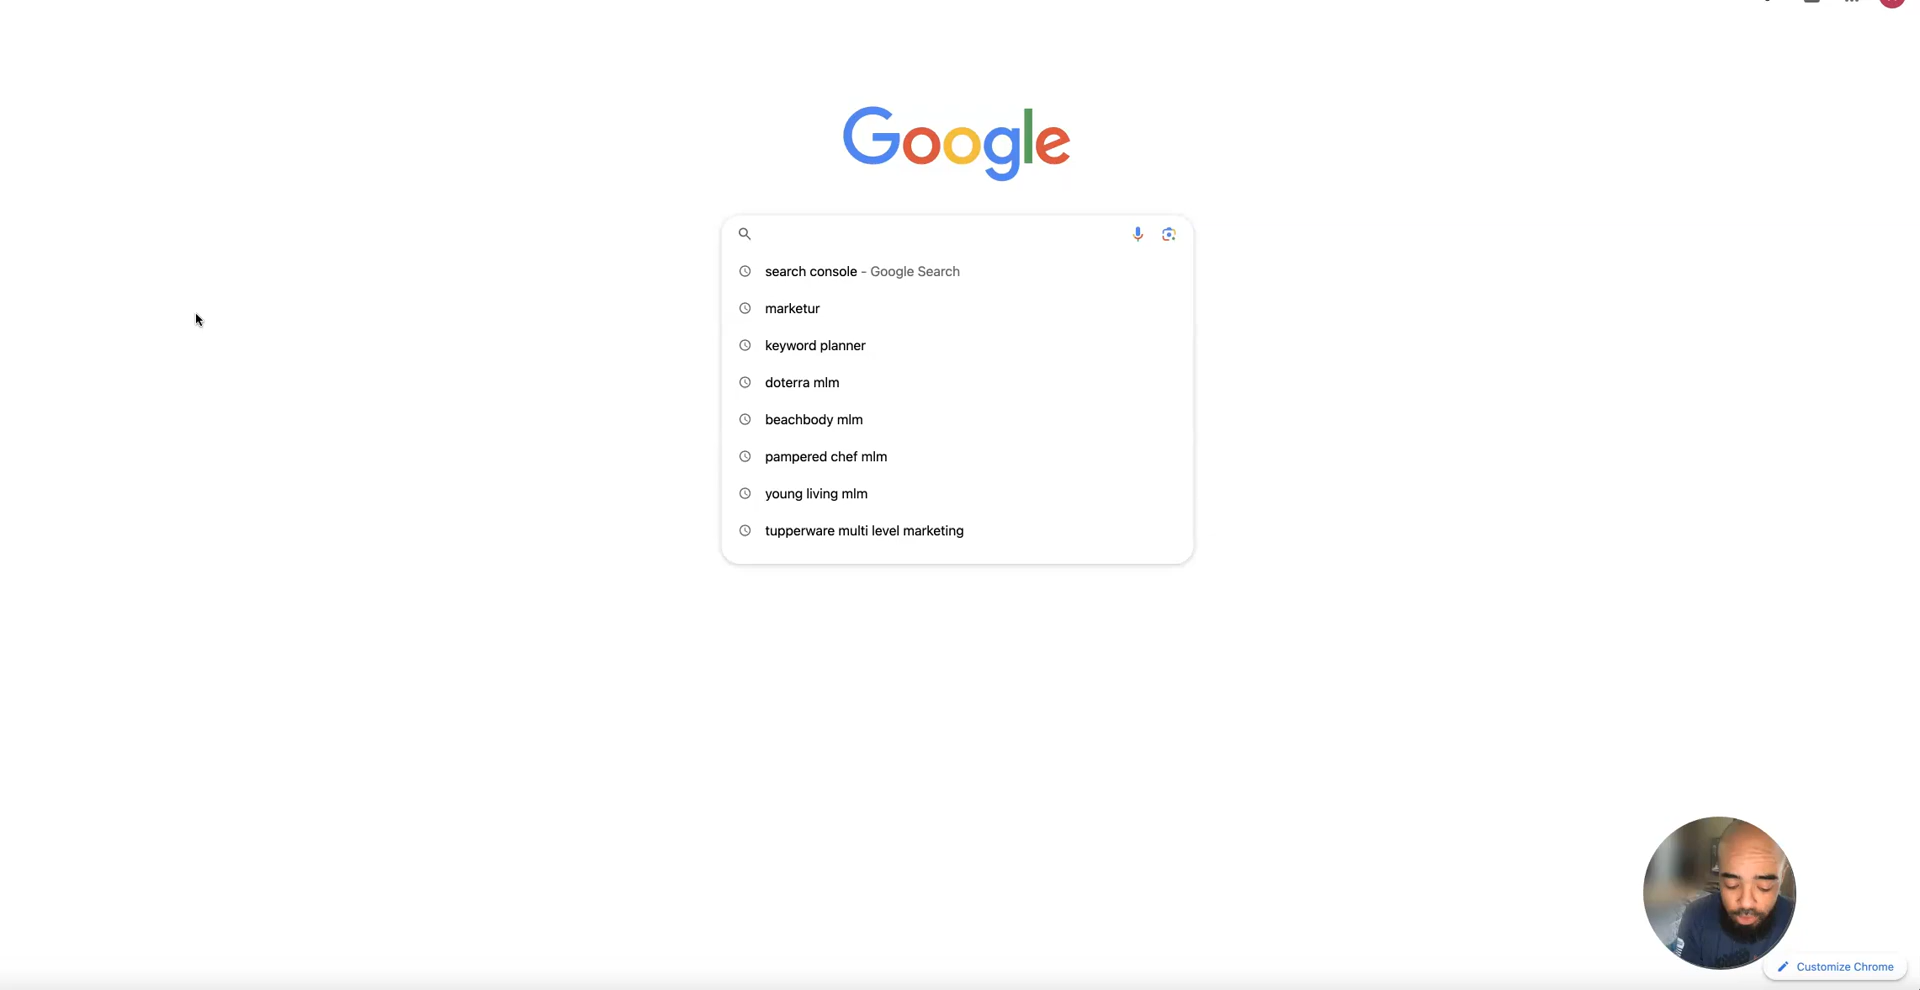 Google
search console - Google Search
marketur
keyword planner
doterra mlm
beachbody mlm
pampered chef mlm
young living mlm
tupperware multi level marketing
Customize Chrome